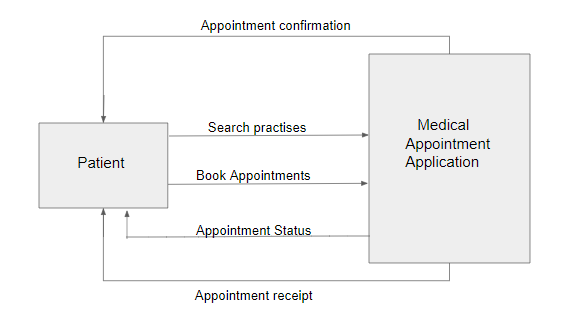 Appointment confirmation
Search practises
Medical
Appointment
Application
Patient
Book Appointments
Appointment Status
Appointment receipt